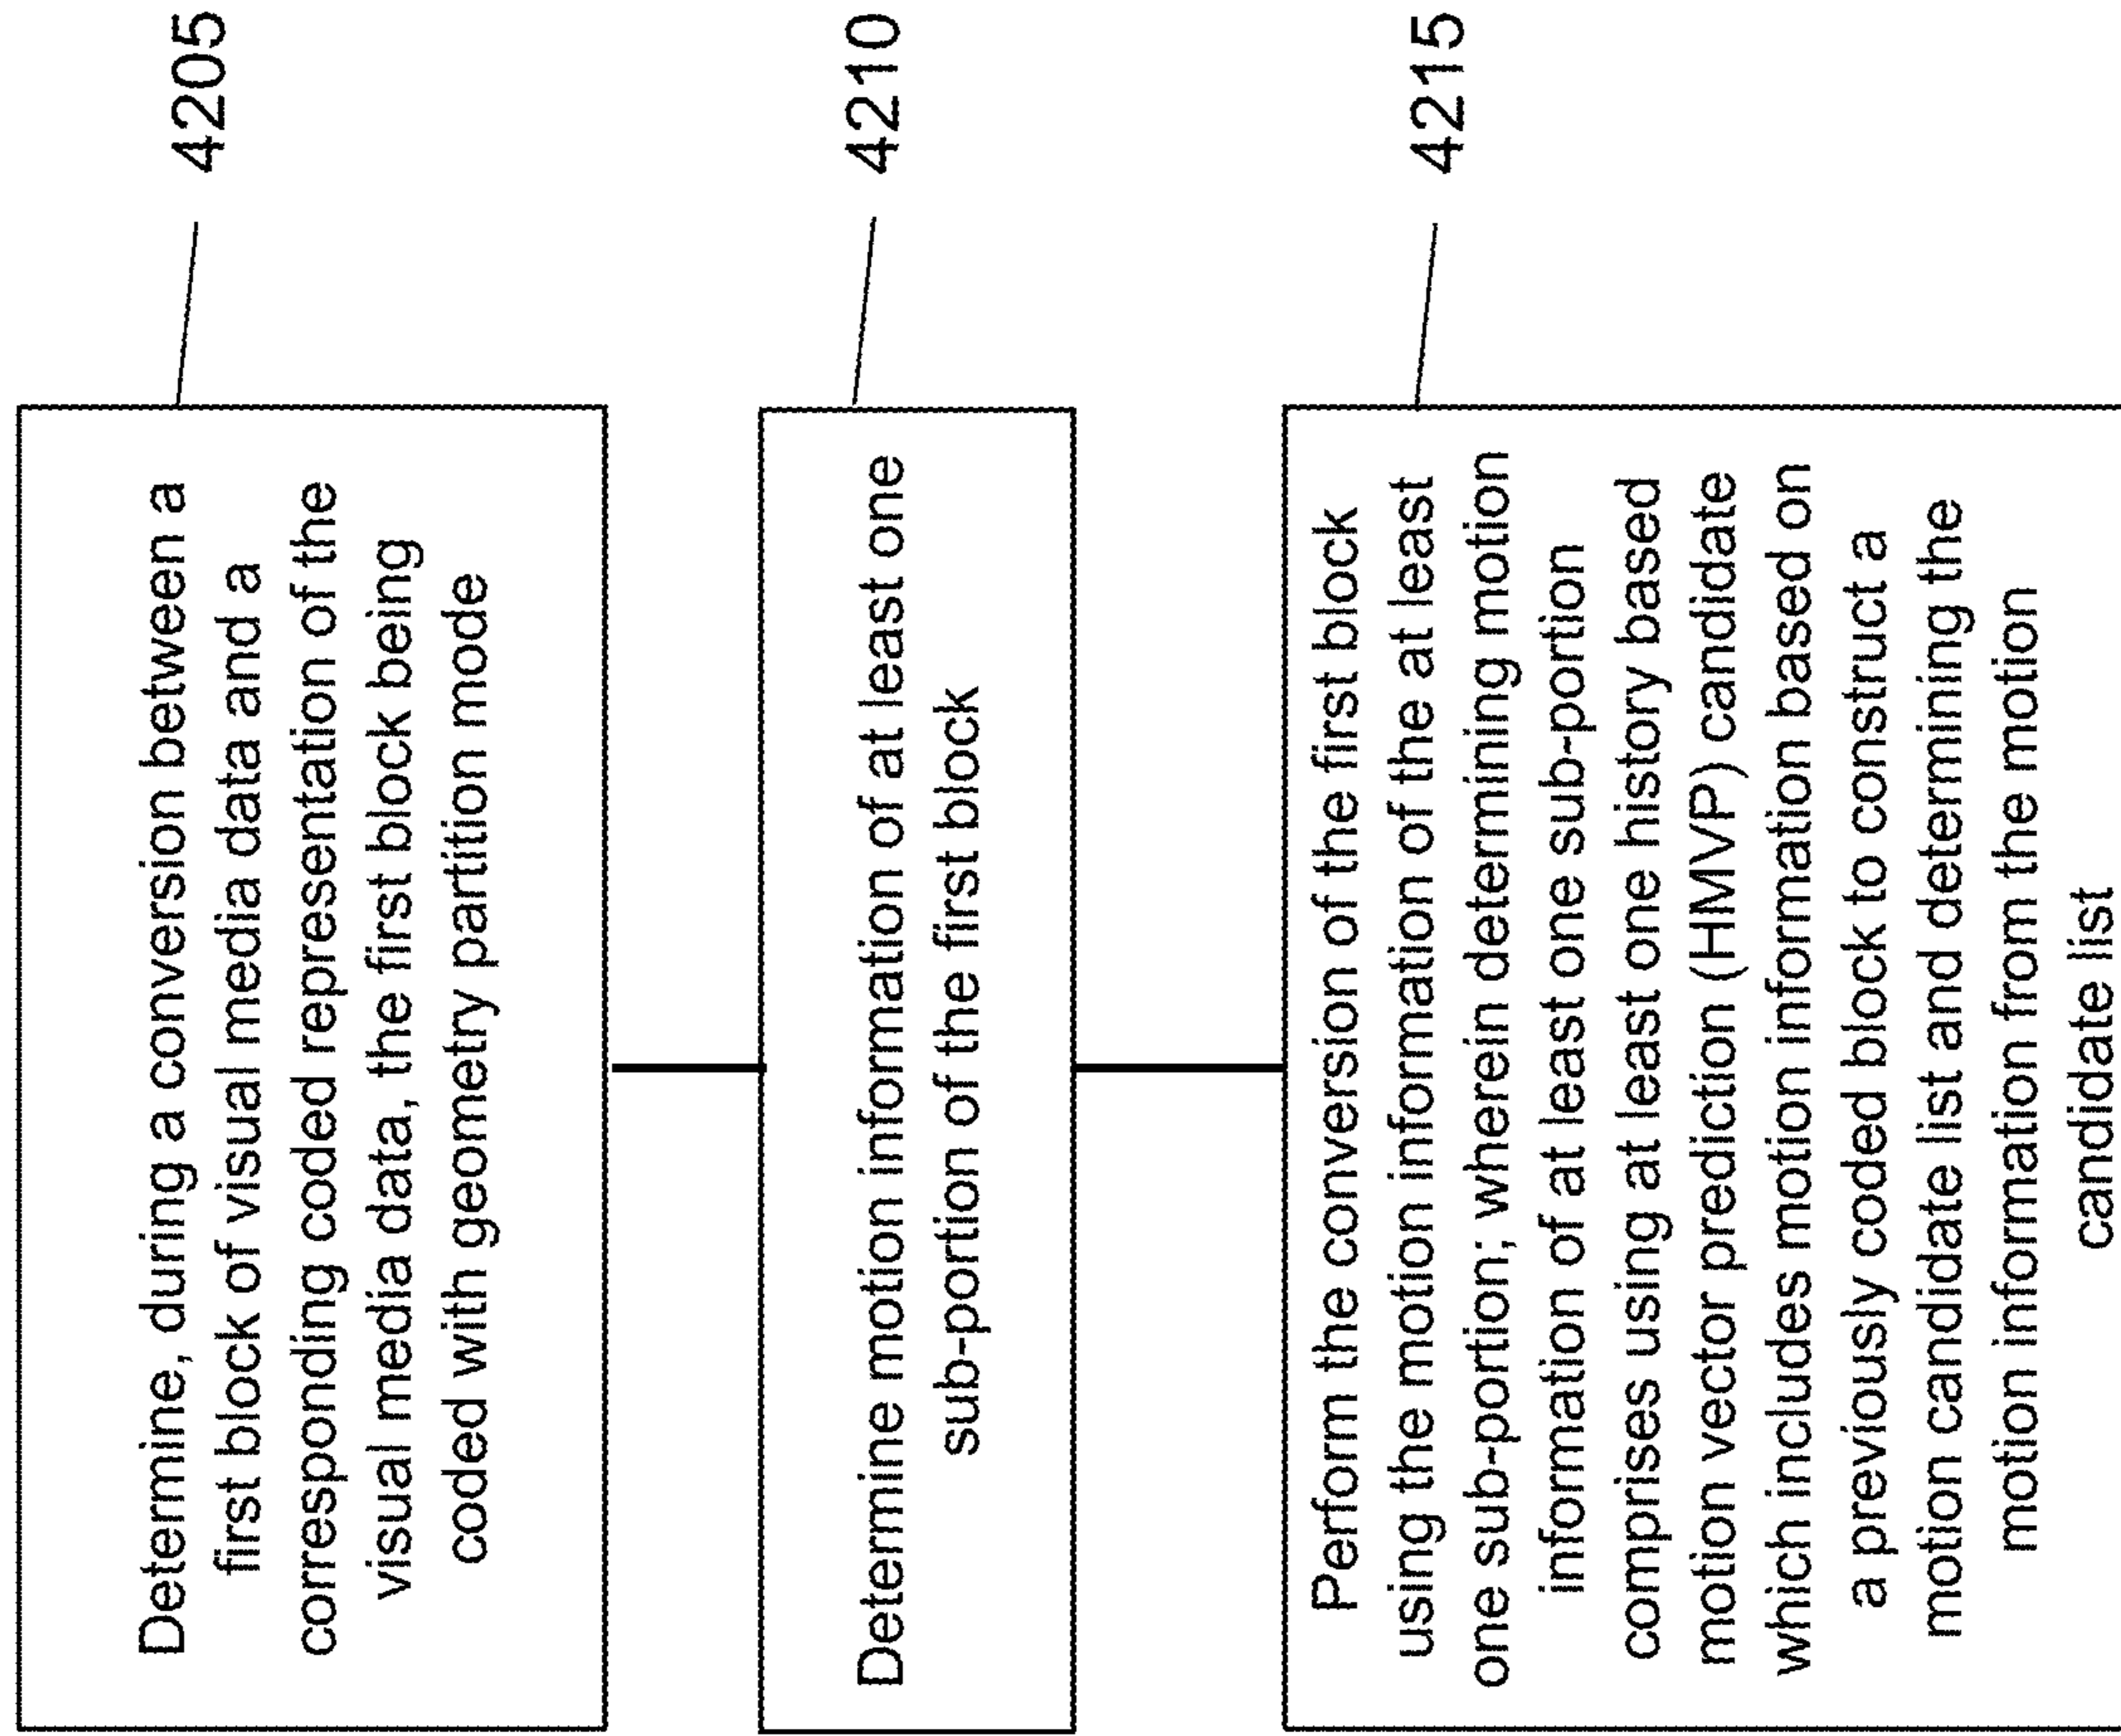 Determine, during a conversion between a
first block of visual media data and a
corresponding coded representation of the
visual media data, the first block being
coded with geometry partition mode
4205
Determine motion information of at least one
sub-portion of the first block
4210
Perform the conversion of the first block
using the motion information of the at least
one sub-portion; wherein determining motion
information of at least one sub-portion
comprises using at least one history based
motion vector prediction (HMVP) candidate
which includes motion information based on
a previously coded block to construct a
motion candidate list and determining the
motion information from the motion
candidate list
4215